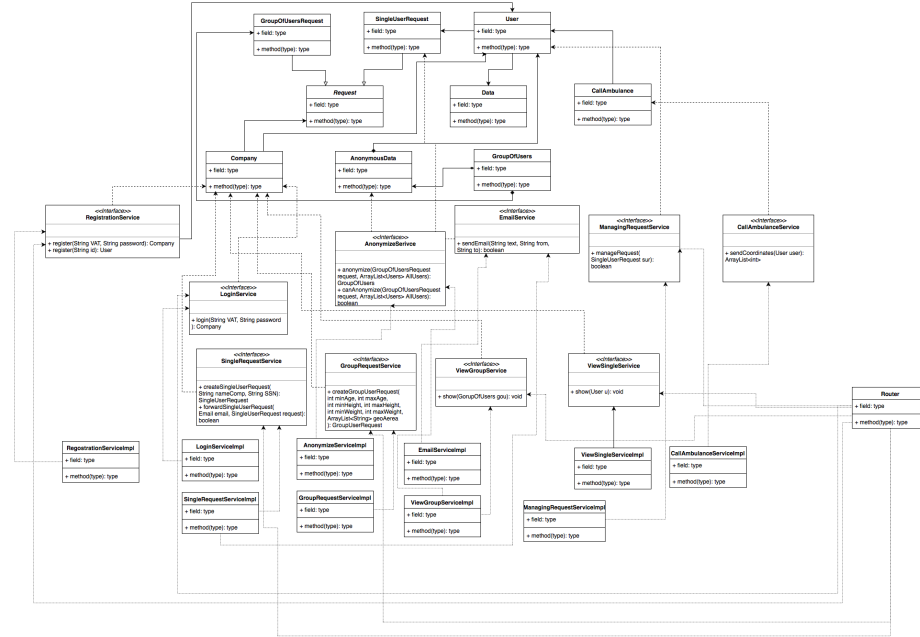 GroupOfUsersRequest
+ field: type
+ method(type): type
SingleUserRequest
+ field: type
+ method(type): type
User
+ field: type
+ method(type): type
Request
+ field: type
+ method(type): type
Data
+ field: type
+ method(type): type
CallAmbulance
+ field: type
+ method(type): type
Company
+ field: type
+ method(type): type
AnonymousData
+ field: type
+ method(type): type
GroupOfUsers
+ field: type
+ method(type): type
<<Interface>>
RegistrationService
+ register(String VAT, String password): Company
+ register(String id): User
<<Interface>>
AnonymizeSerivce
+ anonymize(GroupOfUsersRequest
request, ArrayList<Users> AllUsers):
GroupOfUsers
+ canAnonymize(GroupOfUsersRequest
request, ArrayList<Users> AllUsers):
boolean
<<Interface>>
EmailService
+ sendEmail(String text, String from,
String to): boolean
<<Interface>>
ManagingRequestService
+ manageRequest(
SingleUserRequest sur):
boolean
<<Interface>>
CallAmbulanceService
+ sendCoordinates(User user):
ArrayList<int>
<<Interface>>
LoginService
+ login(String VAT, String password
): Company
<<Interface>>
SingleRequestService
+ createSingleUserRequest(
String nameComp, String SSN):
SingleUserRequest
+ forwardSingleUserRequest(
Email email, SingleUserRequest request):
boolean
<<Interface>>
GroupRequestService
+ createGroupUserRequest(
int minAge, int maxAge,
int minHeight, int maxHeight,
int minWeight, int maxWeight,
ArrayList<String> geoAerea
): GroupUserRequest
<<Interface>>
ViewGroupService
+ show(GorupOfUsers gou): void
<<Interface>>
ViewSingleService
+ show(User u): void
Router
+ field: type
+ method(type): type
RegostrationServiceImpl
+ field: type
+ method(type): type
LoginServiceImpl
+ field: type
+ method(type): type
AnonymizeServiceImpl
+ field: type
+ method(type): type
EmailServiceImpl
+ field: type
+ method(type): type
ViewSingleServiceImpl
+ field: type
+ method(type): type
CallAmbulanceServiceImpl
+ field: type
+ method(type): type
SingleRequestServiceImpl
+ field: type
+ method(type): type
GroupRequestServiceImpl
+ field: type
+ method(type): type
ViewGroupServiceImpl
+ field: type
+ method(type): type
ManagingRequestServiceImpl
+ field: type
+ method(type): type